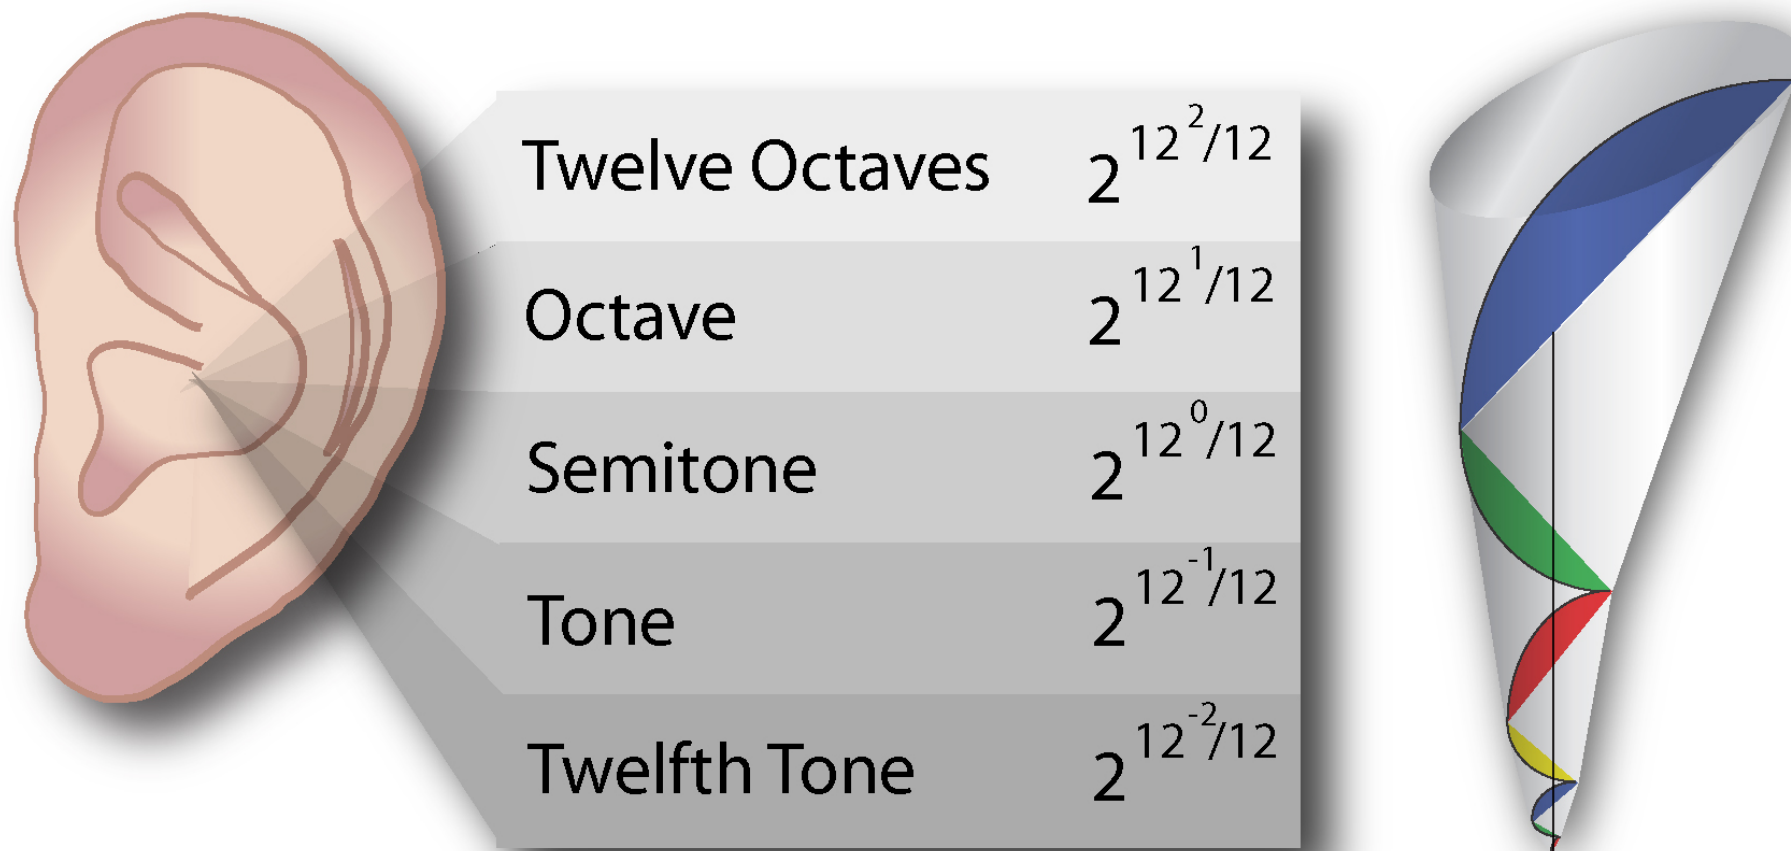 Twelve Octaves 2^12^2/12
Octave 2^12^1/12
Semitone 2^12^0/12
Tone 2^12^-1/12
Twelfth Tone 2^12^-2/12